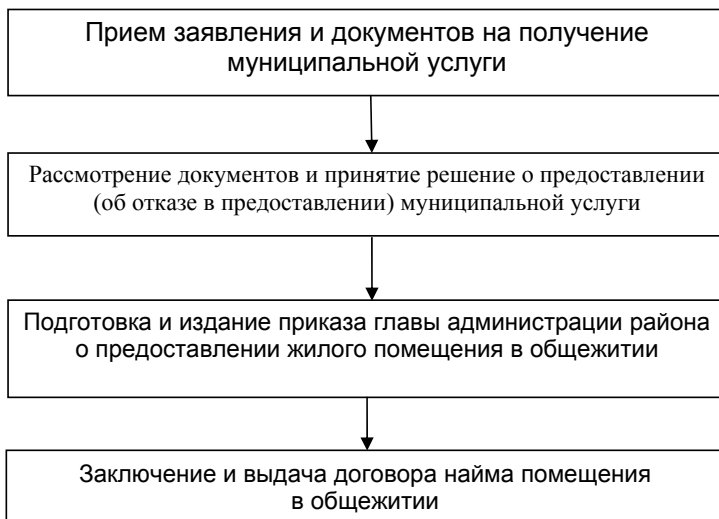 Прием заявления и документов на получение
муниципальной услуги
Рассмотрение документов и принятие решение о предоставлении
(об отказе в предоставлении) муниципальной услуги
Подготовка и издание приказа главы администрации района
о предоставлении жилого помещения в общежитии
Заключение и выдача договора найма помещения
в общежитии